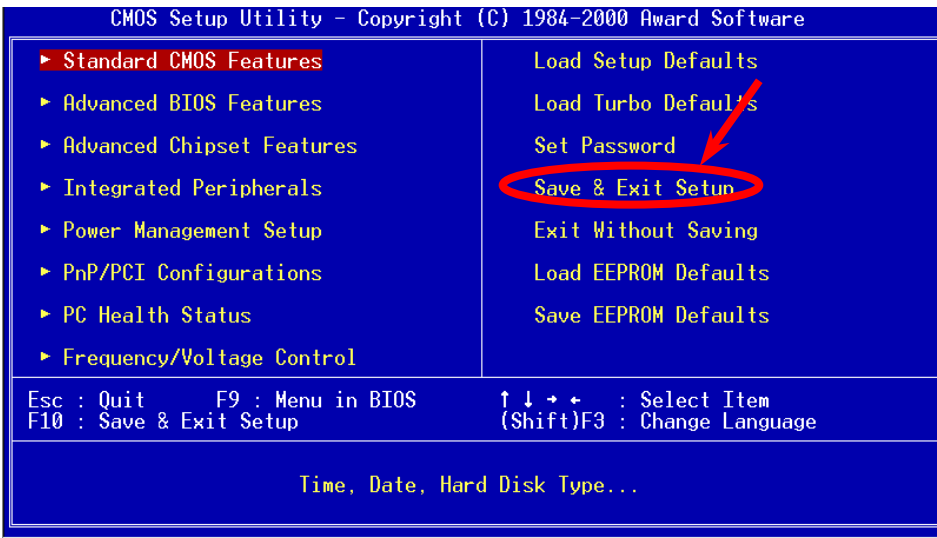 CMOS Setup Utility - Copyright (C) 1984-2000 Award Software
► Standard CMOS Features
► Advanced BIOS Features
► Advanced Chipset Features
► Integrated Peripherals
► Power Management Setup
► PnP/PCI Configurations
► PC Health Status
► Frequency/Voltage Control
Load Setup Defaults
Load Turbo Defaults
Set Password
Save & Exit Setup
Exit Without Saving
Load EEPROM Defaults
Save EEPROM Defaults
Esc : Quit F9 : Menu in BIOS ↑ ↓ → ← : Select Item
F10 : Save & Exit Setup (Shift)F3 : Change Language
Time, Date, Hard Disk Type...